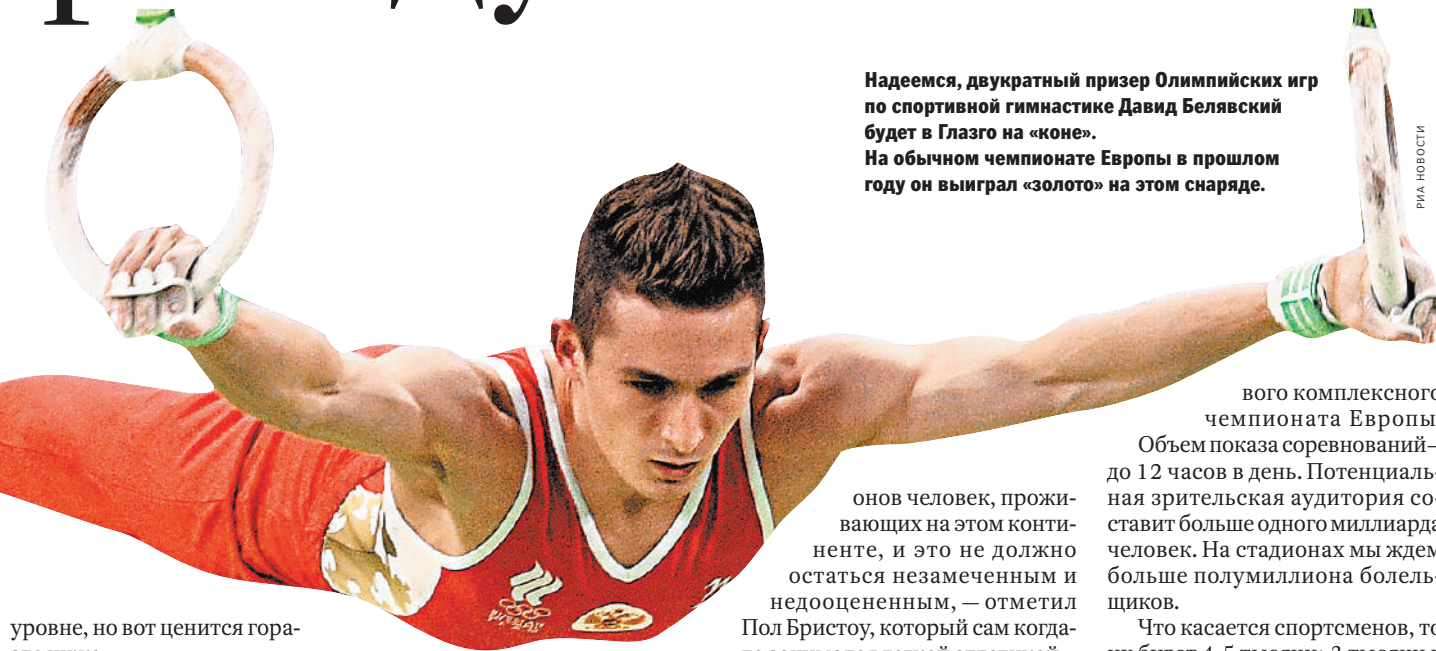 Надеемся, двукратный призер Олимпийских игр
по спортивной гимнастике Давид Белявский
будет в Глазго на «коне».
На обычном чемпионате Европы в прошлом
году он выиграл «золото» на этом снаряде.
РИА НОВОСТИ
уровне, но вот ценится гора-
онов человек, прожи-
вающих на этом конти-
ненте, и это не должно
остаться незамеченным и
недооцененным, — отметил
Пол Бристоу, который сам когда-
вого комплексного
чемпионата Европы
Объем показа соревнований –
до 12 часов в день. Потенциаль-
ная зрительская аудитория со-
ставит больше одного миллиарда
человек. На стадионах мы ждем
больше полумиллиона болель-
щиков.
Что касается спортсменов, то